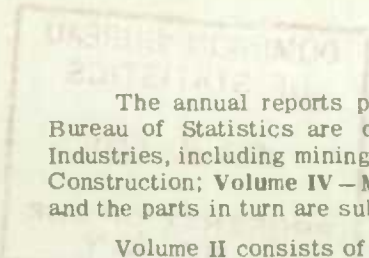 The annual reports p
Bureau of Statistics are
Industries, including mining
Construction; Volume IV – M
and the parts in turn are su
Volume II consists of